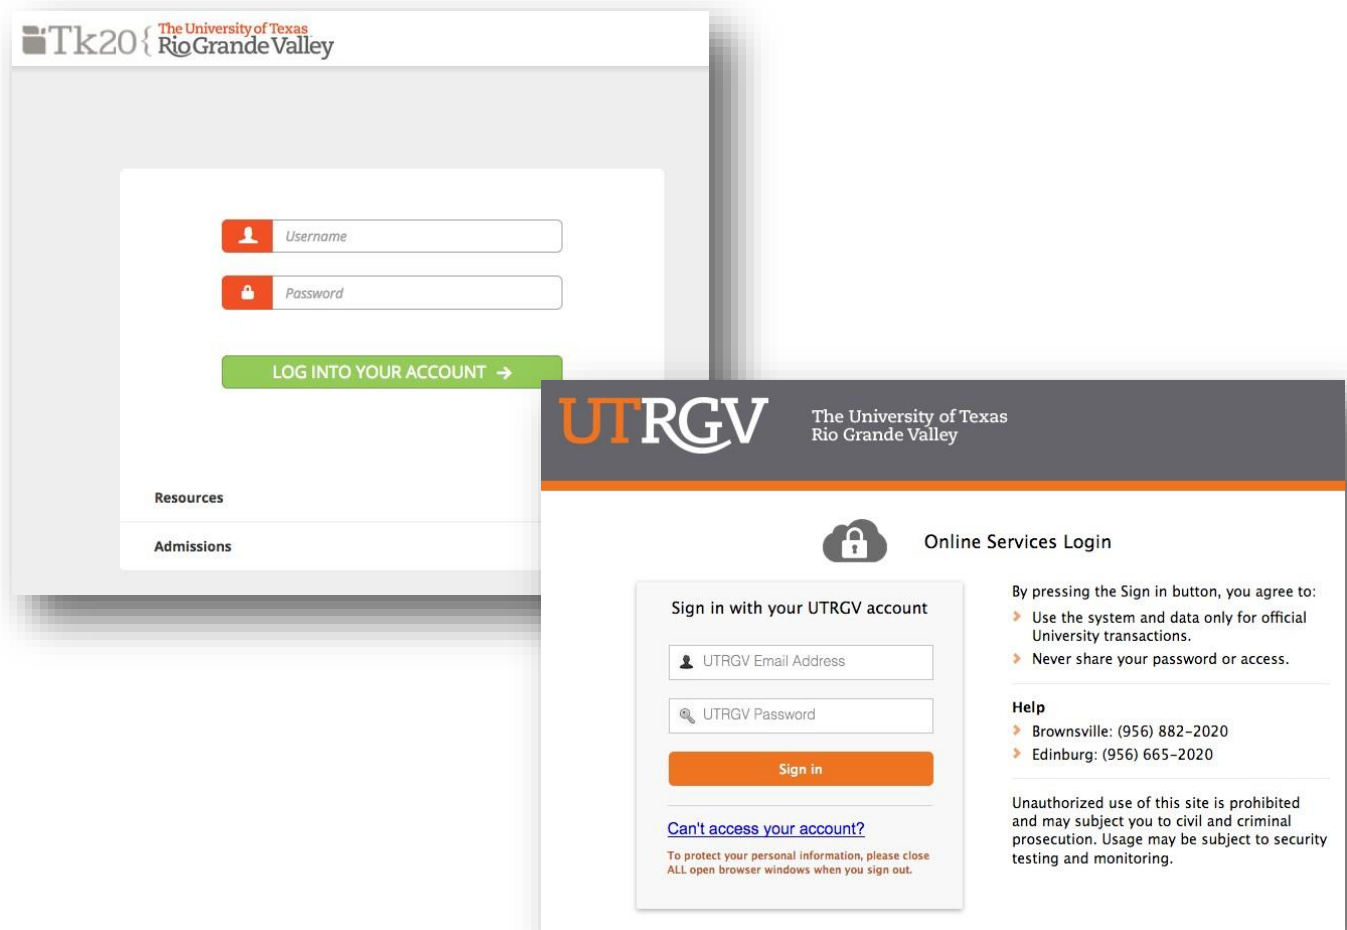 Tk20{ The University of Texas
Rio Grande Valley
Username
Password
LOG INTO YOUR ACCOUNT →
Resources
Admissions
UTRGV
The University of Texas
Rio Grande Valley
Online Services Login
Sign in with your UTRGV account
UTRGV Email Address
UTRGV Password
Sign in
Can't access your account?
To protect your personal information, please close
ALL open browser windows when you sign out.
By pressing the Sign in button, you agree to:
Use the system and data only for official
University transactions.
Never share your password or access.
Help
Brownsville: (956) 882-2020
Edinburg: (956) 665-2020
Unauthorized use of this site is prohibited
and may subject you to civil and criminal
prosecution. Usage may be subject to security
testing and monitoring.